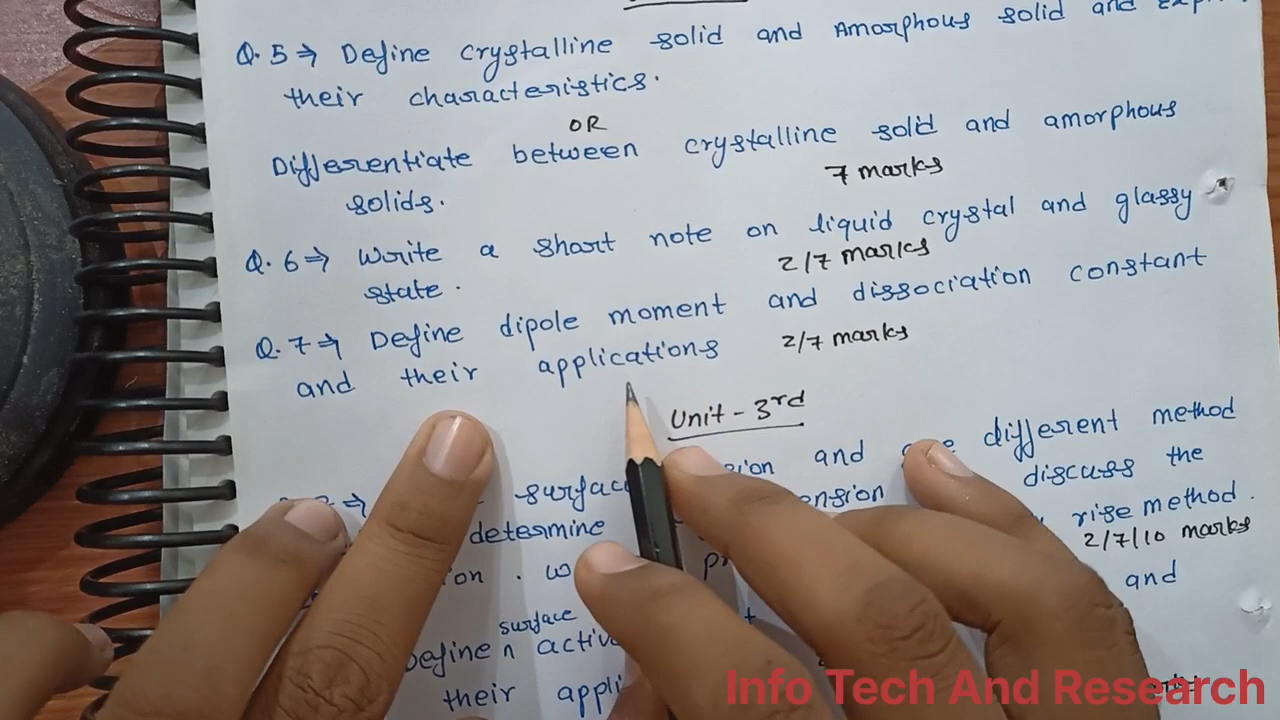 Q.5⇒ Define crystalline solid and Amorphous solid and
their characteristics.
OR
Differentiate between crystalline solid and amorphous
solids.
7 marks
Q.6⇒ Write a short note on liquid crystal and glassy
state.
2/7 marks
Q.7⇒ Define dipole moment and dissociation constant
and their applications
2/7 marks
Unit-3rd
and different method
determine discuss the
rise method.
2/7/10 marks
and
surface
Define
their
Info Tech And Research